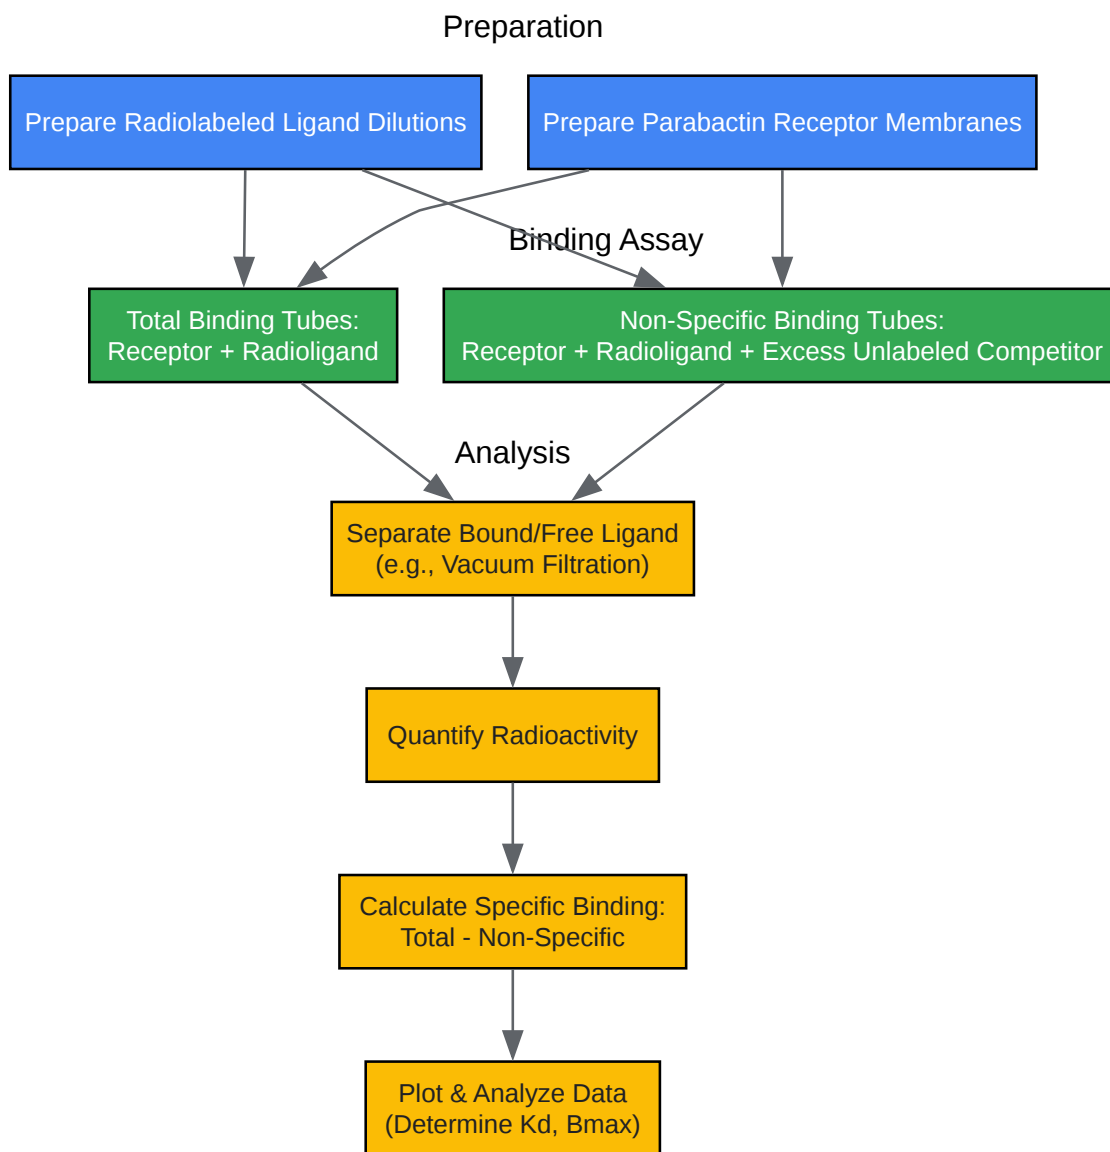 Preparation
Prepare Radiolabeled Ligand Dilutions
Prepare Parabactin Receptor Membranes
Binding Assay
Total Binding Tubes:
Receptor + Radioligand
Non-Specific Binding Tubes:
Receptor + Radioligand + Excess Unlabeled Competitor
Analysis
Separate Bound/Free Ligand
(e.g., Vacuum Filtration)
Quantify Radioactivity
Calculate Specific Binding:
Total - Non-Specific
Plot & Analyze Data
(Determine Kd, Bmax)